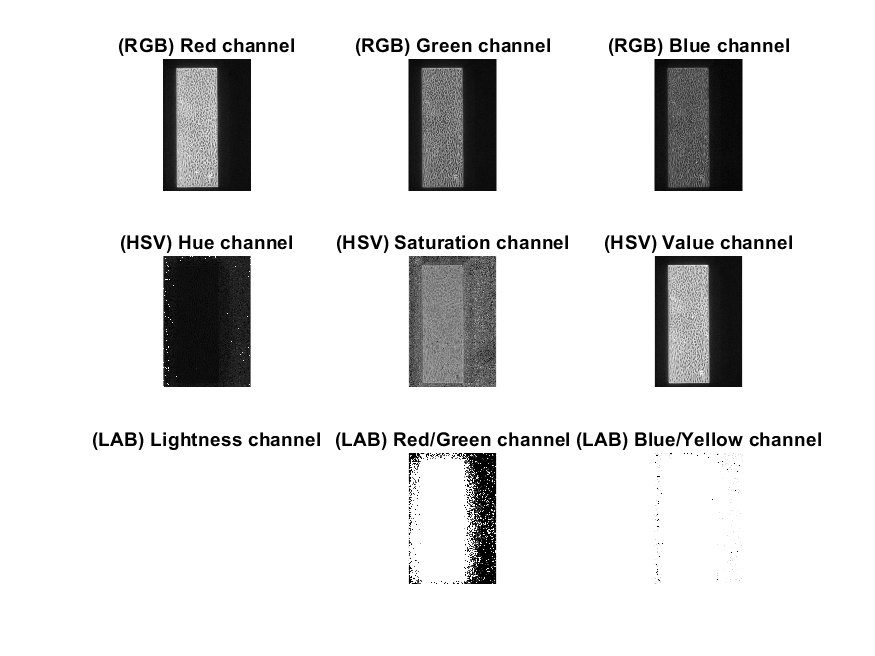 (RGB) Red channel
(RGB) Green channel
(RGB) Blue channel
(HSV) Hue channel
(HSV) Saturation channel
(HSV) Value channel
(LAB) Lightness channel
(LAB) Red/Green channel
(LAB) Blue/Yellow channel